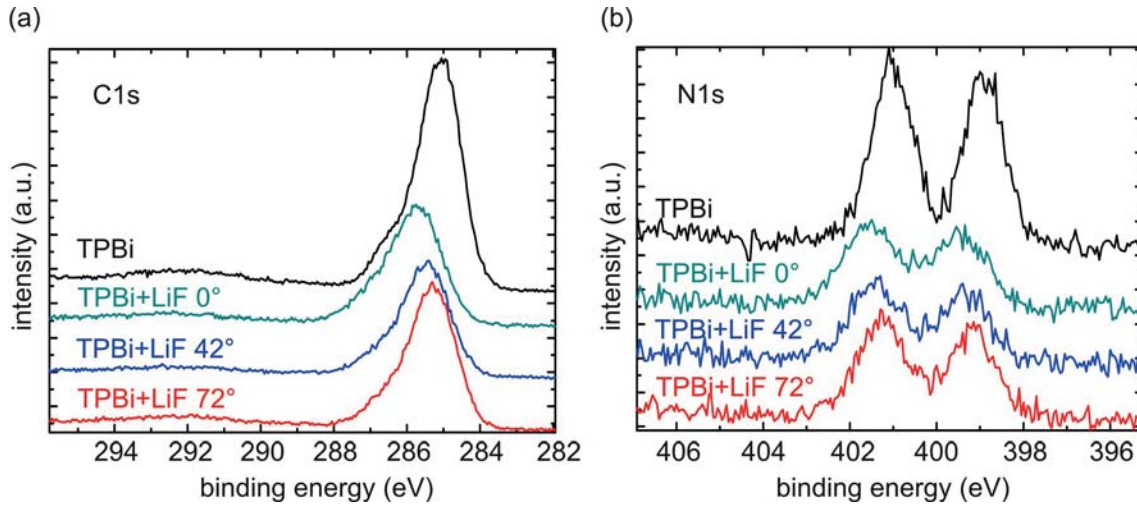 (a)
C1s
TPBi
TPBi+LiF 0°
TPBi+LiF 42°
TPBi+LiF 72°
intensity (a.u.)
294 292 290 288 286 284 282
binding energy (eV)
(b)
N1s
TPBi
TPBi+LiF 0°
TPBi+LiF 42°
TPBi+LiF 72°
intensity (a.u.)
406 404 402 400 398 396
binding energy (eV)